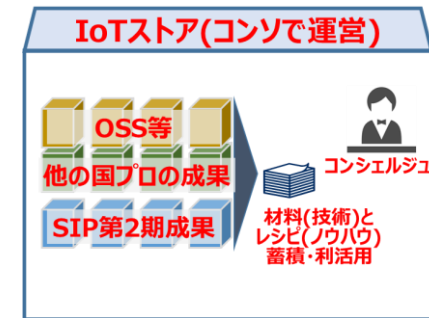 IoTストア(コンソで運営)
OSS等
他の国プロの成果
SIP第2期成果
コンシェルジュ
材料(技術)と
レシピ(ノウハウ)
蓄積・利活用